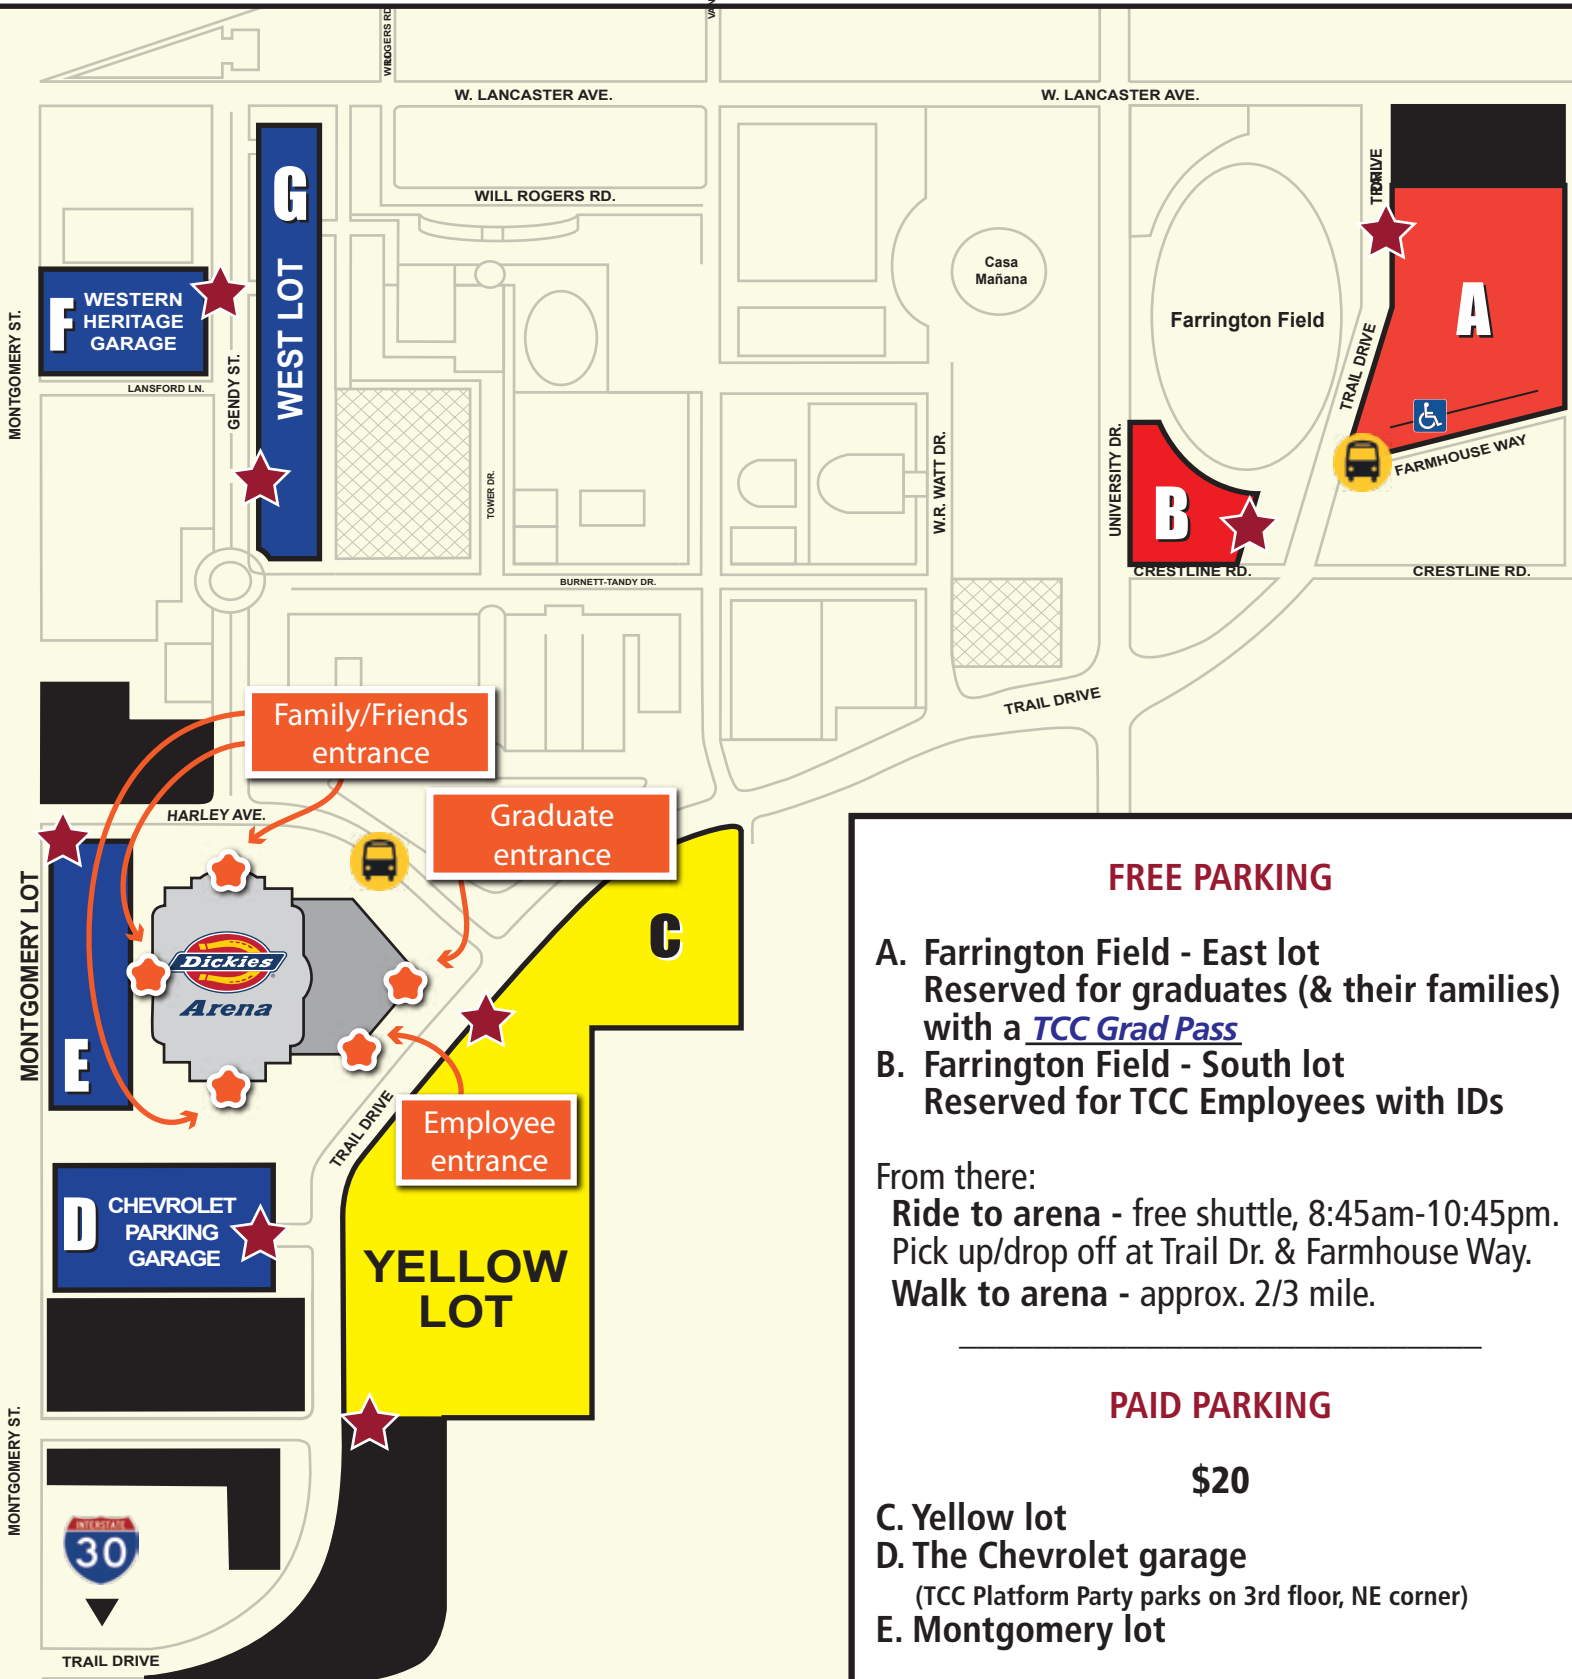 WILL ROGERS RD
VAN
W. LANCASTER AVE.
W. LANCASTER AVE.
G
WEST LOT
WILL ROGERS RD.
TRAIL DRIVE
Casa
Mañana
Farrington Field
A
F
WESTERN
HERITAGE
GARAGE
MONTGOMERY ST.
LANSFORD LN.
GENDY ST.
TRAIL DRIVE
FARMHOUSE WAY
TOWER DR.
W.R. WATT DR.
UNIVERSITY DR.
B
CRESTLINE RD.
CRESTLINE RD.
BURNETT-TANDY DR.
TRAIL DRIVE
Family/Friends
entrance
HARLEY AVE.
Graduate
entrance
C
MONTGOMERY LOT
E
Dickies
Arena
TRAIL DRIVE
Employee
entrance
D
CHEVROLET
PARKING
GARAGE
YELLOW
LOT
MONTGOMERY ST.
INTERSTATE
30
TRAIL DRIVE
FREE PARKING
A. Farrington Field - East lot
Reserved for graduates (& their families)
with a TCC Grad Pass
B. Farrington Field - South lot
Reserved for TCC Employees with IDs
From there:
Ride to arena - free shuttle, 8:45am-10:45pm.
Pick up/drop off at Trail Dr. & Farmhouse Way.
Walk to arena - approx. 2/3 mile.
PAID PARKING
$20
C. Yellow lot
D. The Chevrolet garage
(TCC Platform Party parks on 3rd floor, NE corner)
E. Montgomery lot